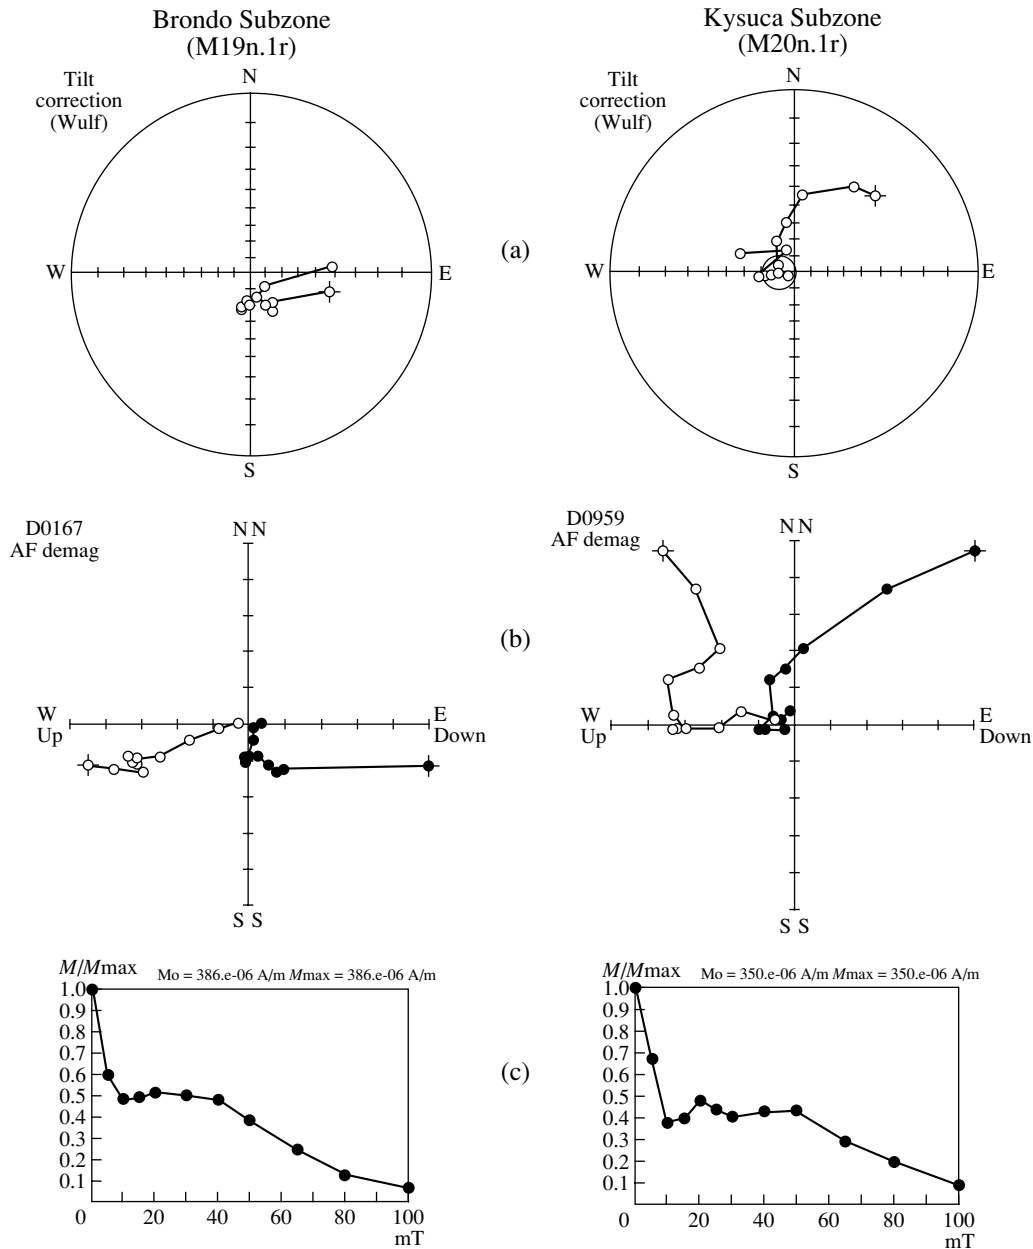 Brondo Subzone
(M19n.1r)
Kysuca Subzone
(M20n.1r)
Tilt
correction
(Wulf)
N
W
E
S
Tilt
correction
(Wulf)
N
W
E
S
(a)
D0167
AF demag
N N
W
Up
E
Down
S S
D0959
AF demag
N N
W
Up
E
Down
S S
(b)
M/Mmax
Mo = 386.e-06 A/m Mmax = 386.e-06 A/m
1.0
0.9
0.8
0.7
0.6
0.5
0.4
0.3
0.2
0.1
0 20 40 60 80 100
mT
(c)
M/Mmax
Mo = 350.e-06 A/m Mmax = 350.e-06 A/m
1.0
0.9
0.8
0.7
0.6
0.5
0.4
0.3
0.2
0.1
0 20 40 60 80 100
mT